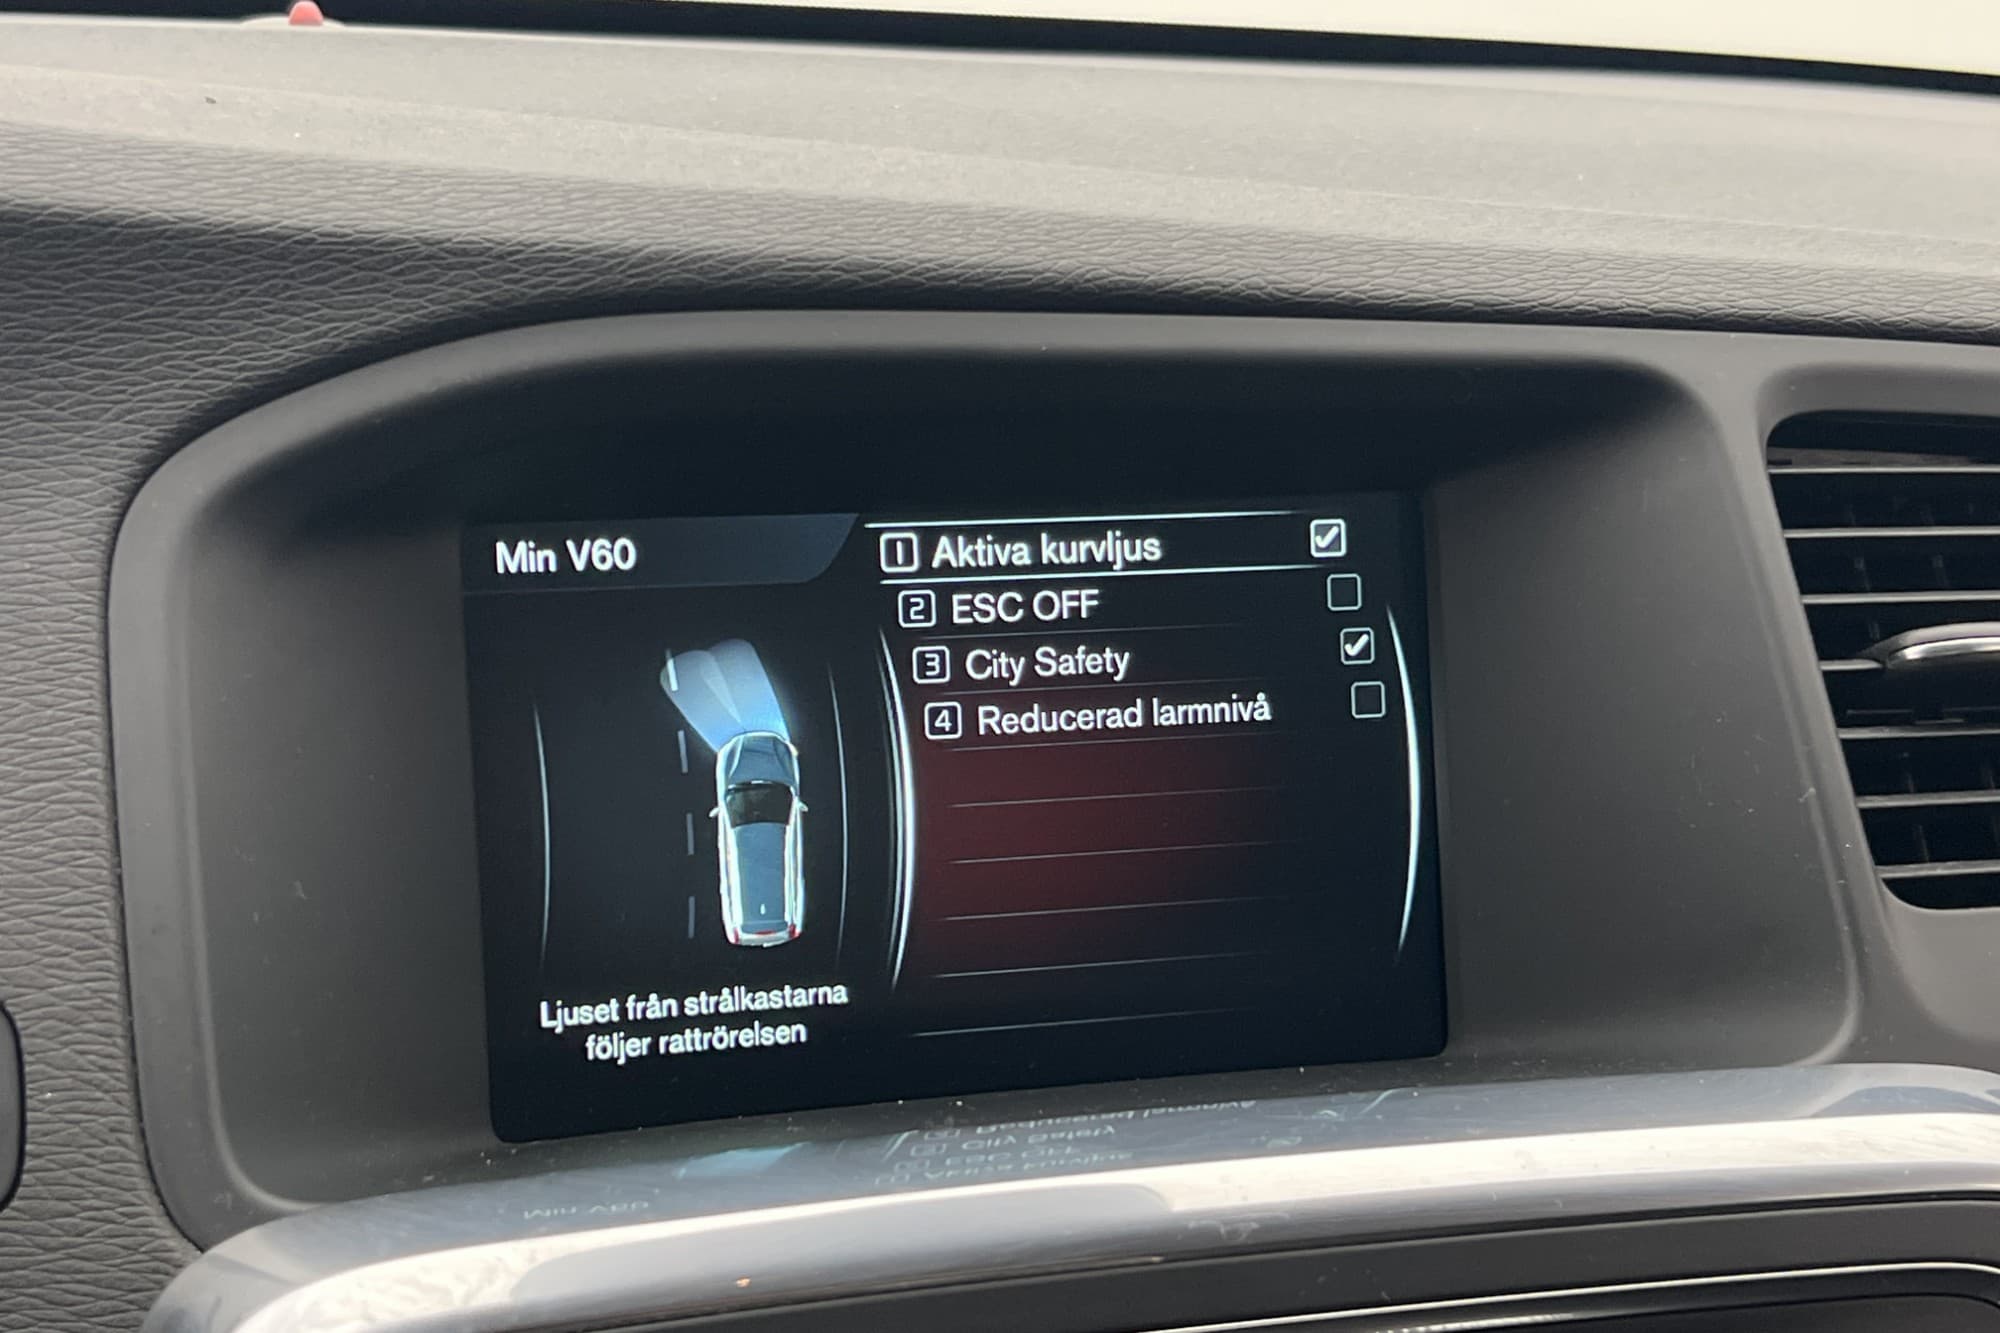 Min V60
1 Aktiva kurvljus
2 ESC OFF
3 City Safety
4 Reducerad larmnivå
Ljuset från strålkastarna
följer rattrörelsen